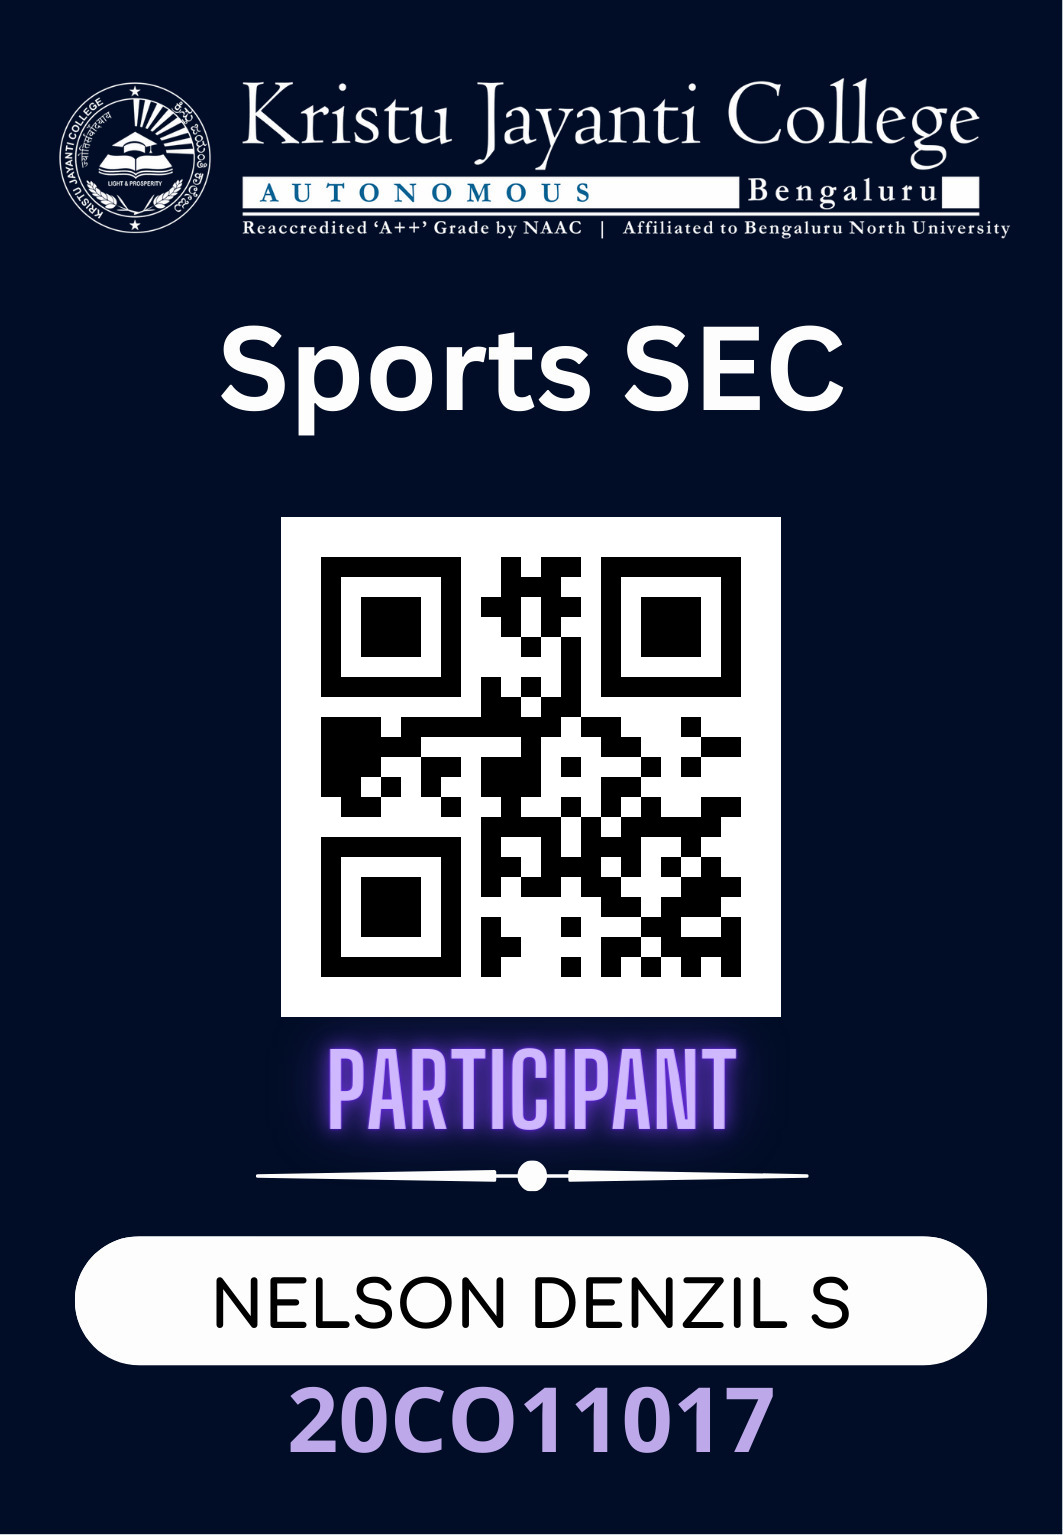 Kristu Jayanti College
AUTONOMOUS Bengaluru
Reaccredited ‘A++’ Grade by NAAC | Affiliated to Bengaluru North University
KRISTU JAYANTI COLLEGE
LIGHT & PROSPERITY
Sports SEC
PARTICIPANT
NELSON DENZIL S
20CO11017